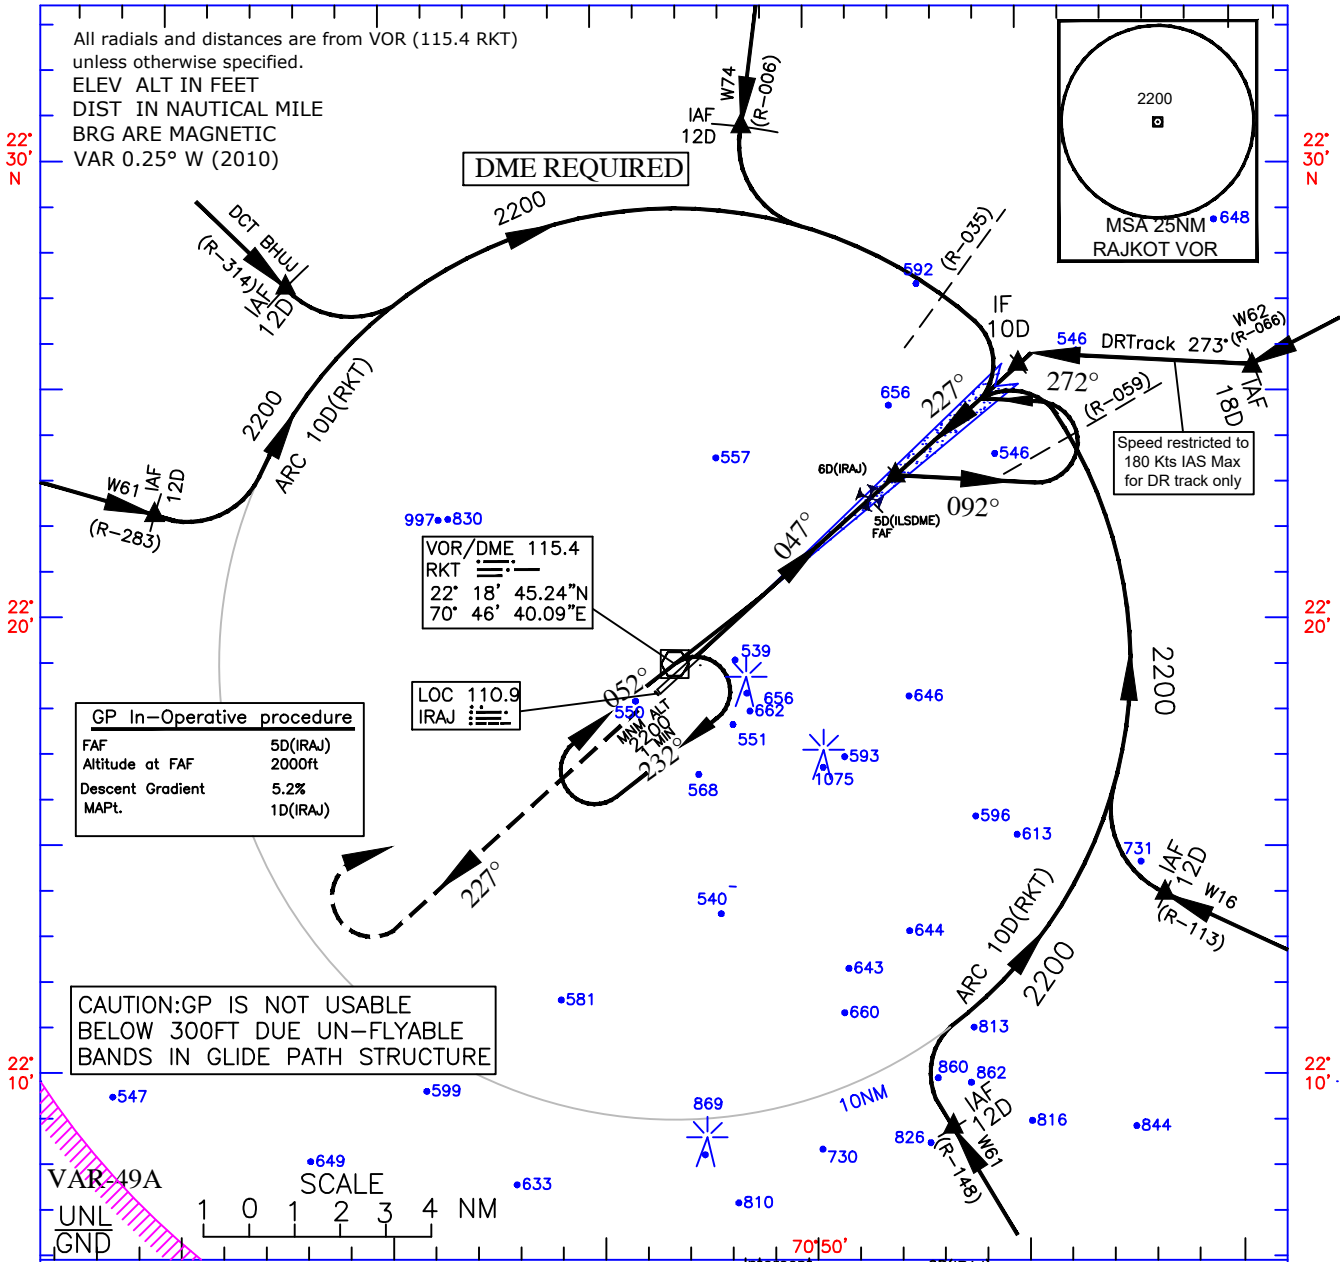 All radials and distances are from VOR (115.4 RKT)
unless otherwise specified.
ELEV ALT IN FEET
DIST IN NAUTICAL MILE
BRG ARE MAGNETIC
VAR 0.25° W (2010)
22°
30'
N
22°
30'
N
DME REQUIRED
W74
(R-006)
IAF
12D
2200
MSA 25NM
RAJKOT VOR
648
2200
DCT BHUJ
(R-314)
IAF
12D
(R-035)
592
IF
10D
546
DRTrack 273°
W62
(R-066)
IAF
18D
272°
(R-059)
Speed restricted to
180 Kts IAS Max
for DR track only
2200
ARC 10D(RKT)
656
227°
557
546
W61
IAF
12D
(R-283)
6D(IRAJ)
092°
5D(ILSDME)
FAF
047°
997
830
VOR/DME 115.4
RKT
22° 18' 45.24"N
70° 46' 40.09"E
22°
20'
22°
20'
539
656
662
551
646
2200
052°
LOC 110.9
IRAJ
550
MNM ALT
2200
1 MIN
232°
GP In-Operative procedure
FAF 5D(IRAJ)
Altitude at FAF 2000ft
Descent Gradient 5.2%
MAPt. 1D(IRAJ)
593
1075
568
596
613
731
IAF
12D
W16
(R-113)
227°
540
644
643
660
ARC 10D(RKT)
2200
581
813
CAUTION:GP IS NOT USABLE
BELOW 300FT DUE UN-FLYABLE
BANDS IN GLIDE PATH STRUCTURE
22°
10'
22°
10'
547
599
869
10NM
860
862
IAF
12D
816
844
826
730
W61
(R-148)
649
633
810
VAR-49A
UNL
GND
SCALE
1 0 1 2 3 4 NM
70°50'